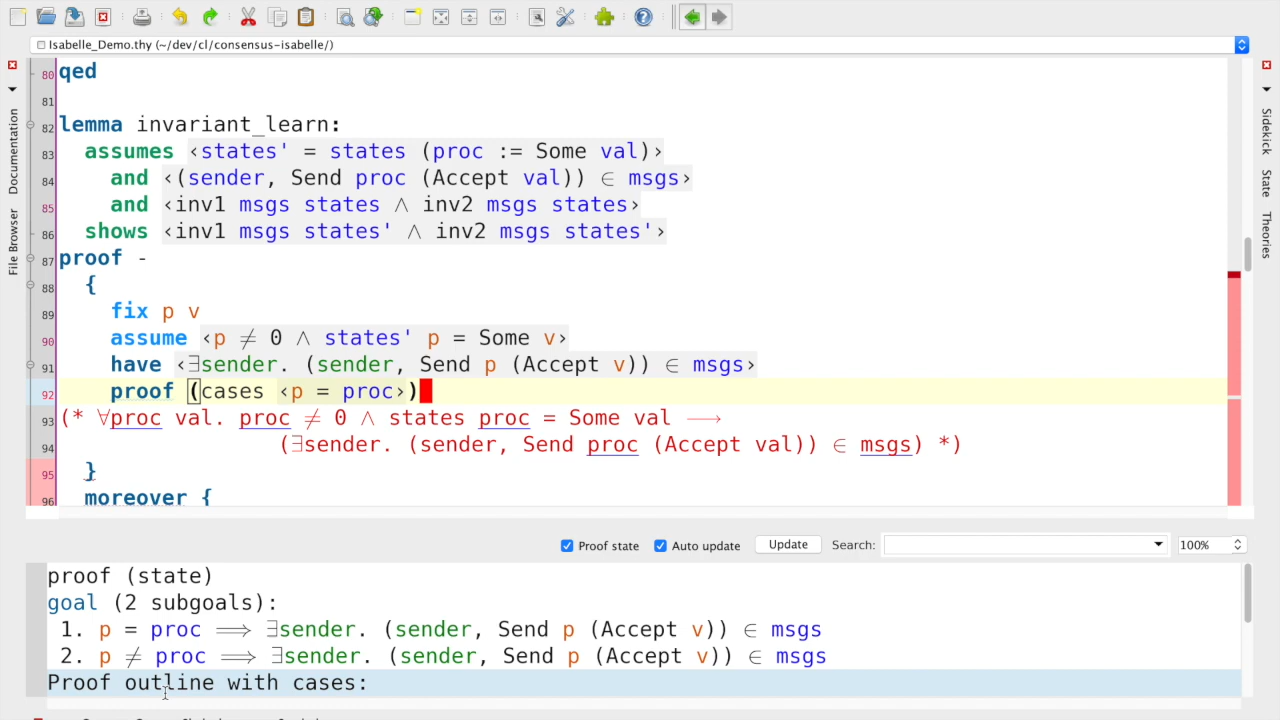 Isabelle_Demo.thy (~/dev/cl/consensus-isabelle/)
80 qed
81
82 lemma invariant_learn:
83 assumes ‹states' = states (proc := Some val)›
84 and ‹(sender, Send proc (Accept val)) ∈ msgs›
85 and ‹inv1 msgs states ∧ inv2 msgs states›
86 shows ‹inv1 msgs states' ∧ inv2 msgs states'›
87 proof -
88 {
89 fix p v
90 assume ‹p ≠ 0 ∧ states' p = Some v›
91 have ‹∃sender. (sender, Send p (Accept v)) ∈ msgs›
92 proof (cases ‹p = proc›)
93 (* ∀proc val. proc ≠ 0 ∧ states proc = Some val ⟶
94 (∃sender. (sender, Send proc (Accept val)) ∈ msgs) *)
95 }
96 moreover {
Documentation
File Browser
Sidekick
State
Theories
Proof state Auto update Update Search: 100%
proof (state)
goal (2 subgoals):
1. p = proc ⟹ ∃sender. (sender, Send p (Accept v)) ∈ msgs
2. p ≠ proc ⟹ ∃sender. (sender, Send p (Accept v)) ∈ msgs
Proof outline with cases: